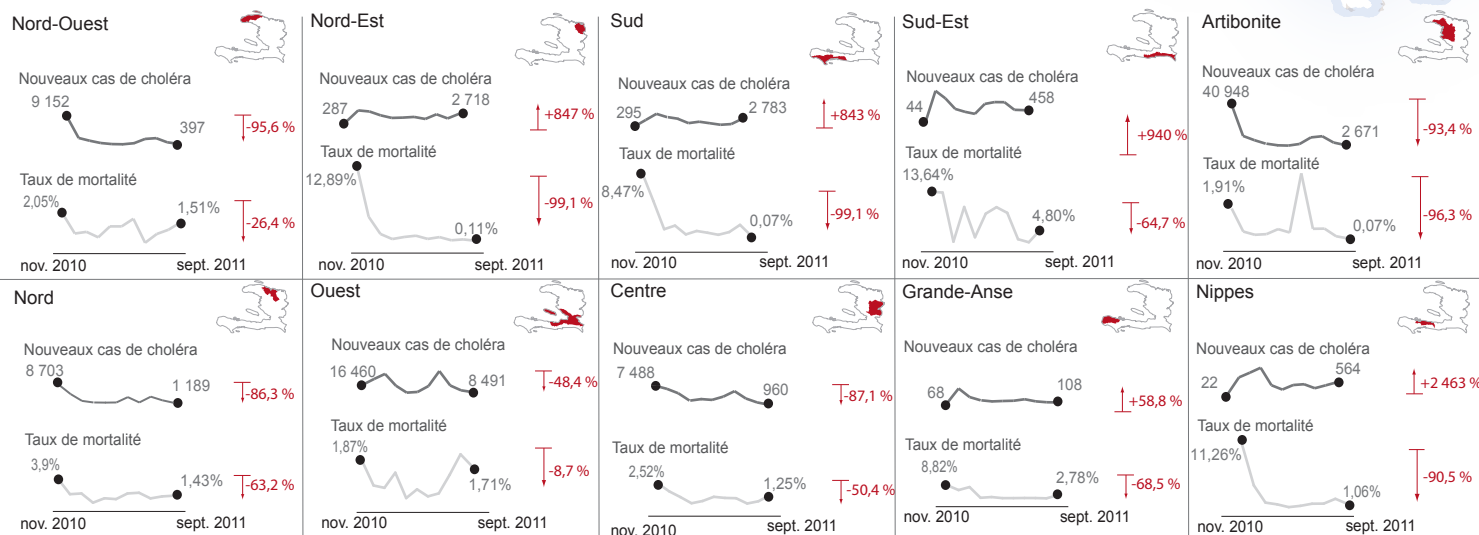 Nord-Ouest
Nouveaux cas de choléra
9 152
397
-95,6 %
Taux de mortalité
2,05%
1,51%
-26,4 %
nov. 2010
sept. 2011
Nord-Est
Nouveaux cas de choléra
287
2 718
+847 %
Taux de mortalité
12,89%
0,11%
-99,1 %
nov. 2010
sept. 2011
Sud
Nouveaux cas de choléra
295
2 783
+843 %
Taux de mortalité
8,47%
0,07%
-99,1 %
nov. 2010
sept. 2011
Sud-Est
Nouveaux cas de choléra
44
458
+940 %
Taux de mortalité
13,64%
4,80%
-64,7 %
nov. 2010
sept. 2011
Artibonite
Nouveaux cas de choléra
40 948
2 671
-93,4 %
Taux de mortalité
1,91%
0,07%
-96,3 %
nov. 2010
sept. 2011
Nord
Nouveaux cas de choléra
8 703
1 189
-86,3 %
Taux de mortalité
3,9%
1,43%
-63,2 %
nov. 2010
sept. 2011
Ouest
Nouveaux cas de choléra
16 460
8 491
-48,4 %
Taux de mortalité
1,87%
1,71%
-8,7 %
nov. 2010
sept. 2011
Centre
Nouveaux cas de choléra
7 488
960
-87,1 %
Taux de mortalité
2,52%
1,25%
-50,4 %
nov. 2010
sept. 2011
Grande-Anse
Nouveaux cas de choléra
68
108
+58,8 %
Taux de mortalité
8,82%
2,78%
-68,5 %
nov. 2010
sept. 2011
Nippes
Nouveaux cas de choléra
22
564
+2 463 %
Taux de mortalité
11,26%
1,06%
-90,5 %
nov. 2010
sept. 2011